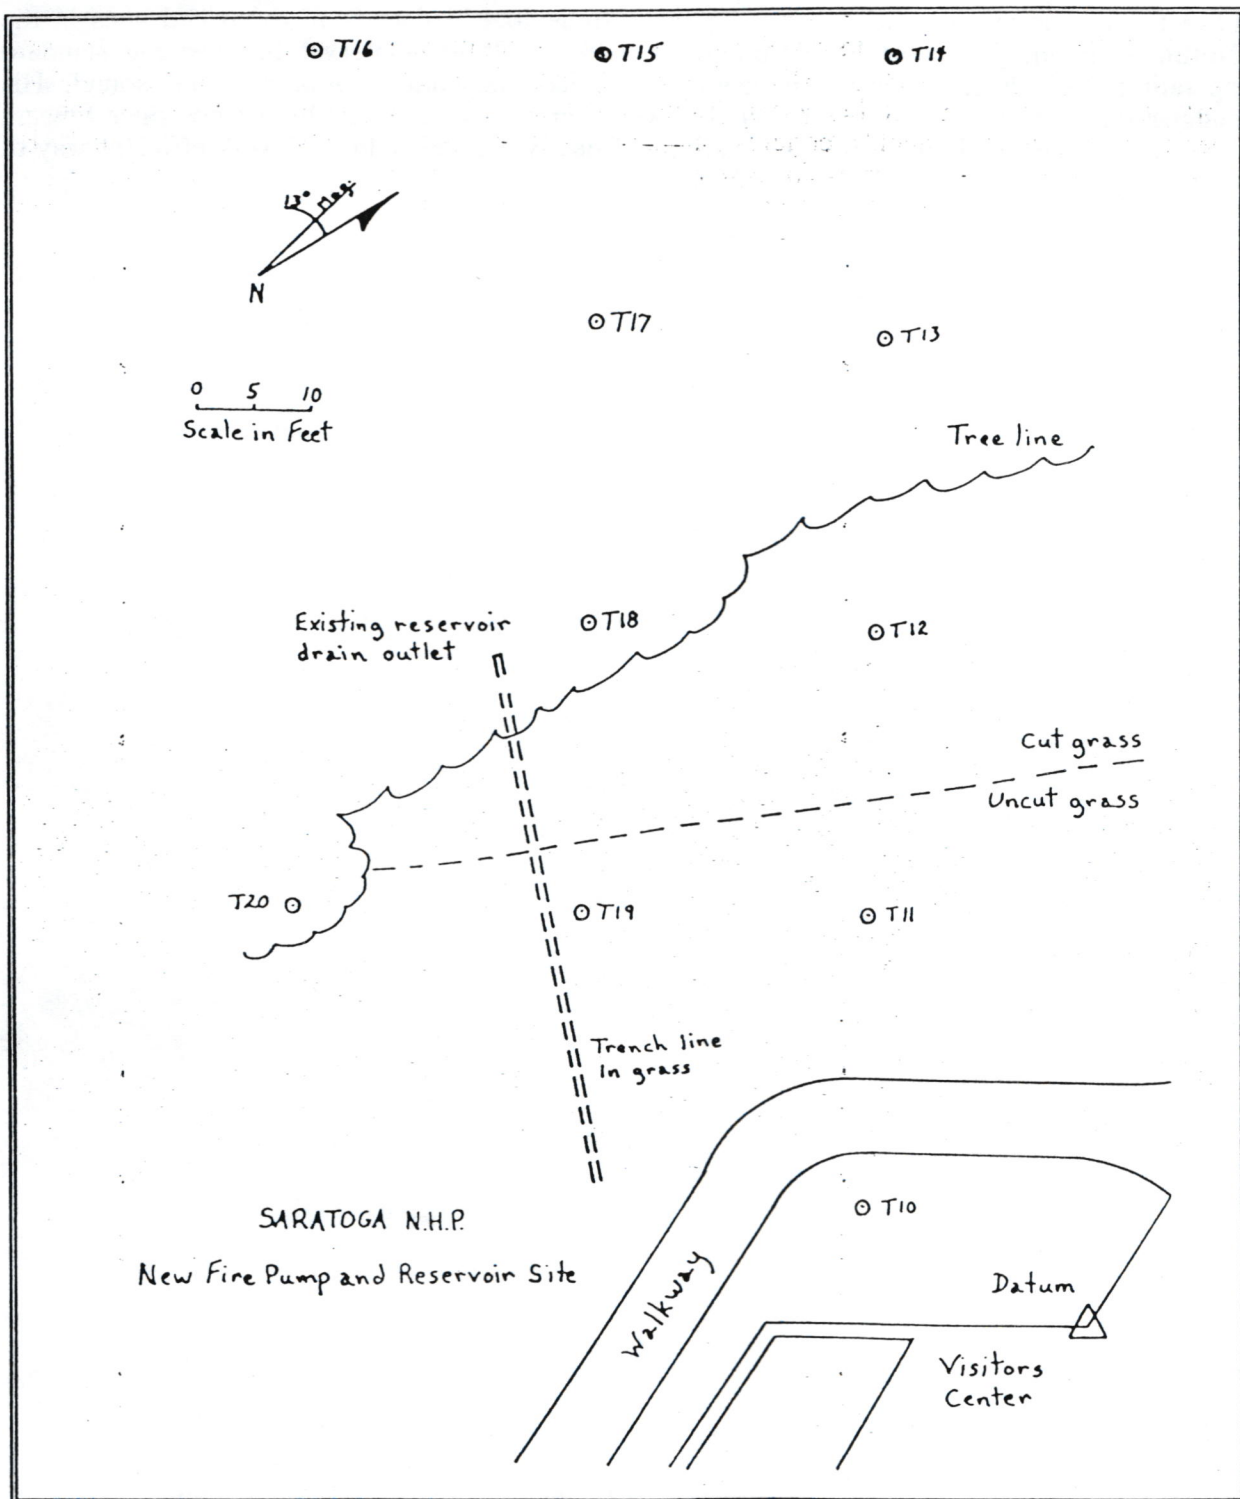 T16
T15
T14
13° Mag.
N
T17
T13
0 5 10
Scale in Feet
Tree line
Existing reservoir
drain outlet
T18
T12
Cut grass
Uncut grass
T20
T19
T11
Trench line
In grass
SARATOGA N.H.P.
New Fire Pump and Reservoir Site
T10
Walkway
Datum
Visitors
Center